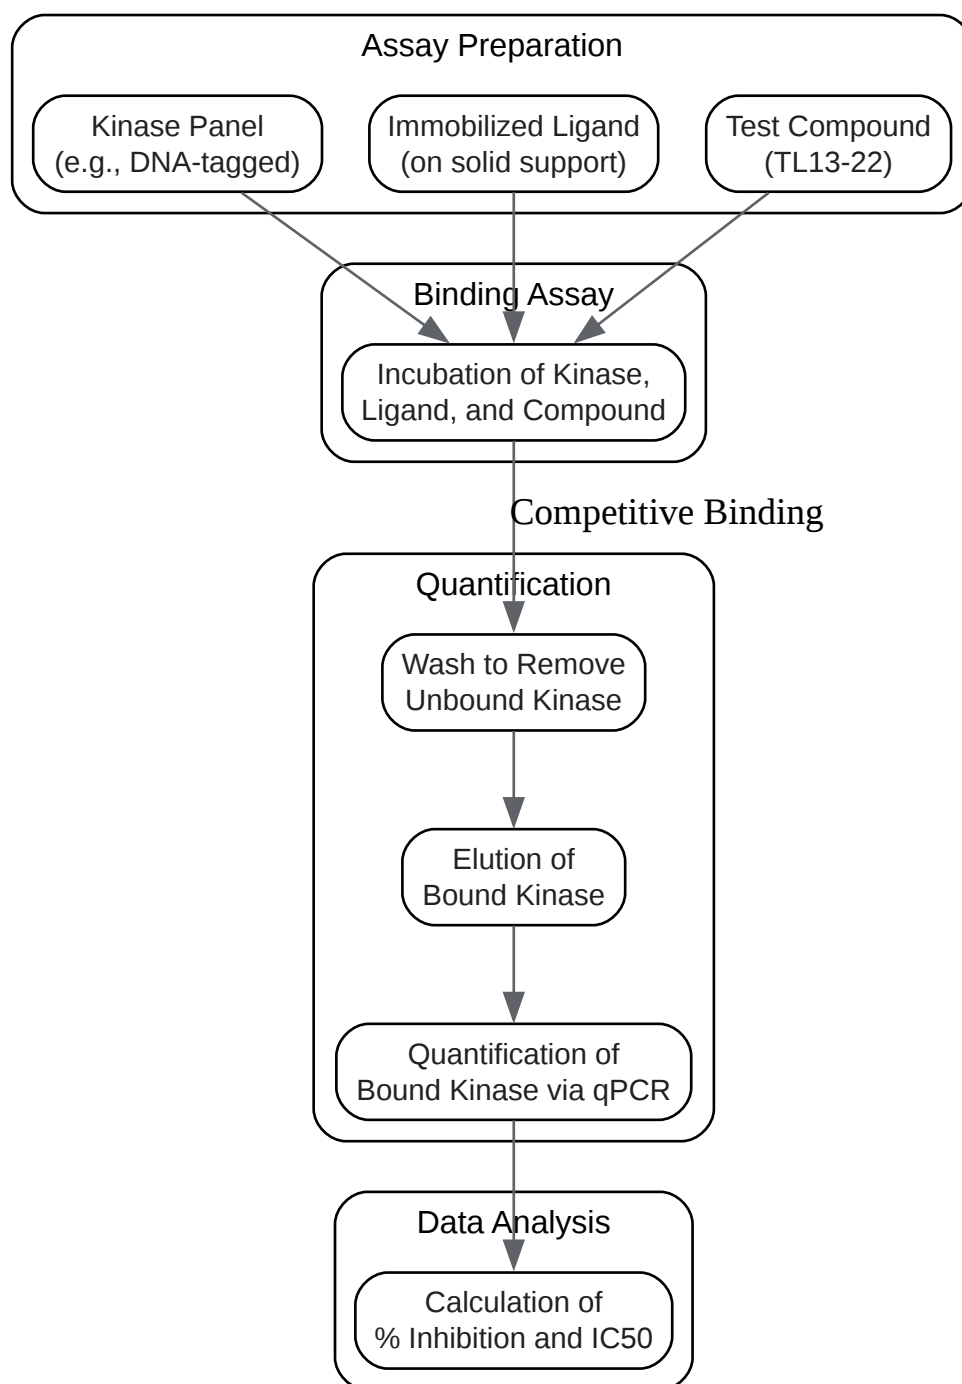 Assay Preparation
Kinase Panel
(e.g., DNA-tagged)
Immobilized Ligand
(on solid support)
Test Compound
(TL13-22)
Binding Assay
Incubation of Kinase,
Ligand, and Compound
Competitive Binding
Quantification
Wash to Remove
Unbound Kinase
Elution of
Bound Kinase
Quantification of
Bound Kinase via qPCR
Data Analysis
Calculation of
% Inhibition and IC50